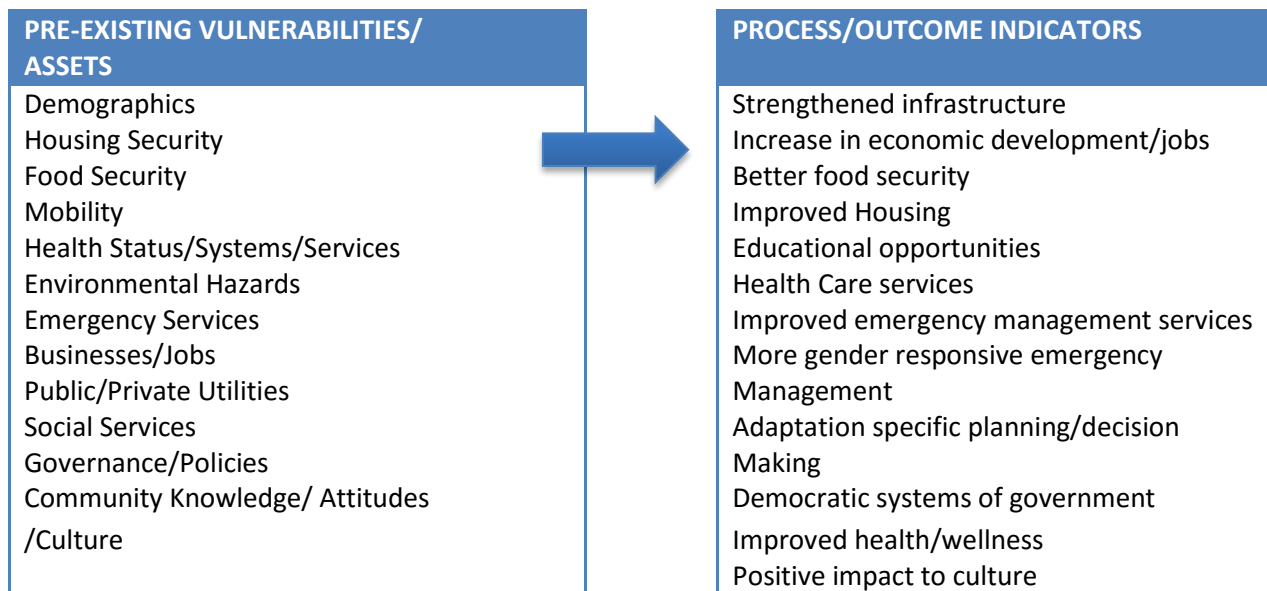 PRE-EXISTING VULNERABILITIES/
ASSETS
Demographics
Housing Security
Food Security
Mobility
Health Status/Systems/Services
Environmental Hazards
Emergency Services
Businesses/Jobs
Public/Private Utilities
Social Services
Governance/Policies
Community Knowledge/ Attitudes
/Culture
PROCESS/OUTCOME INDICATORS
Strengthened infrastructure
Increase in economic development/jobs
Better food security
Improved Housing
Educational opportunities
Health Care services
Improved emergency management services
More gender responsive emergency
Management
Adaptation specific planning/decision
Making
Democratic systems of government
Improved health/wellness
Positive impact to culture